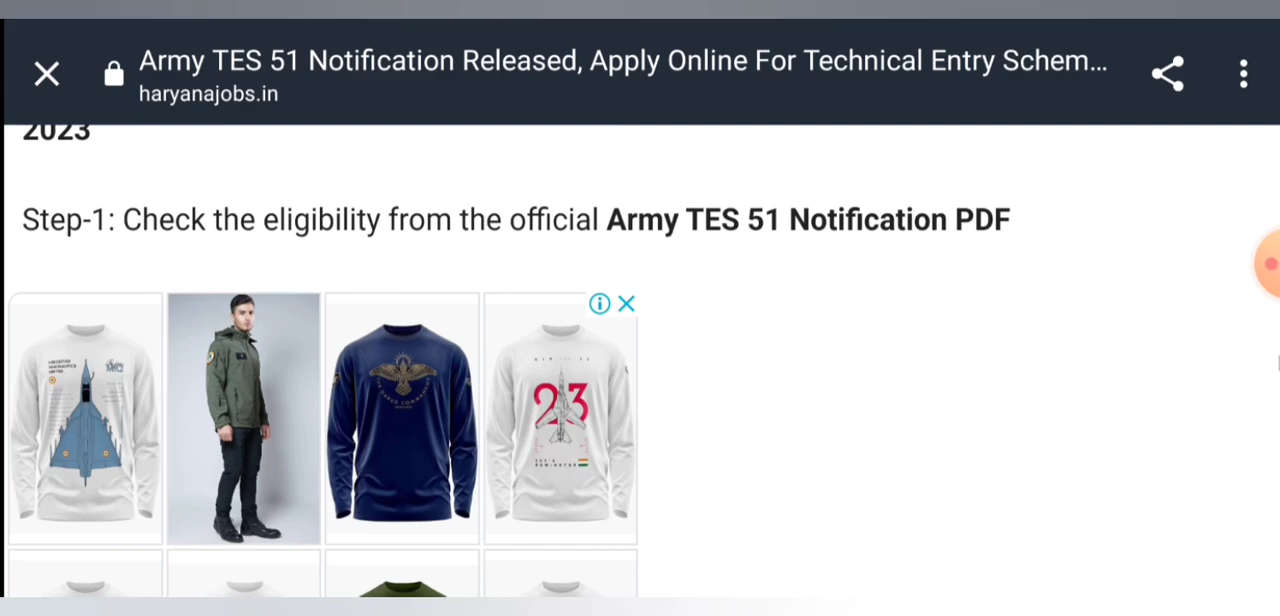 Army TES 51 Notification Released, Apply Online For Technical Entry Schem...
haryanajobs.in
2023
Step-1: Check the eligibility from the official Army TES 51 Notification PDF
23